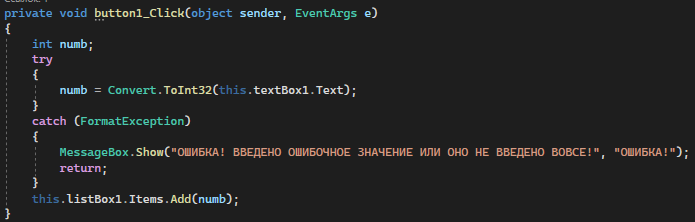 private void button1_Click(object sender, EventArgs e)
{
int numb;
try
{
numb = Convert.ToInt32(this.textBox1.Text);
}
catch (FormatException)
{
MessageBox.Show("ОШИБКА! ВВЕДЕНО ОШИБОЧНОЕ ЗНАЧЕНИЕ ИЛИ ОНО НЕ ВВЕДЕНО ВОВСЕ!", "ОШИБКА!");
return;
}
this.listBox1.Items.Add(numb);
}